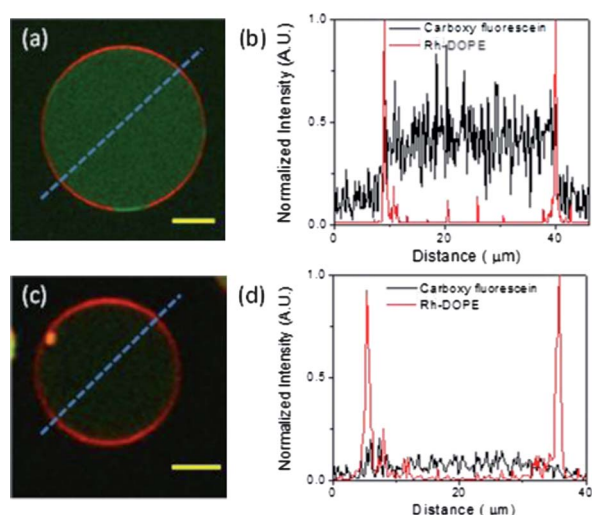 (a)
(b)
Carboxy fluorescein
Rh-DOPE
Normalized Intensity (A.U.)
1.0
0.5
0.0
0 20 40
Distance ( μm)
(c)
(d)
Carboxy fluorescein
Rh-DOPE
Normalized Intensity (A.U.)
1.0
0.5
0.0
0 20 40
Distance ( μm)